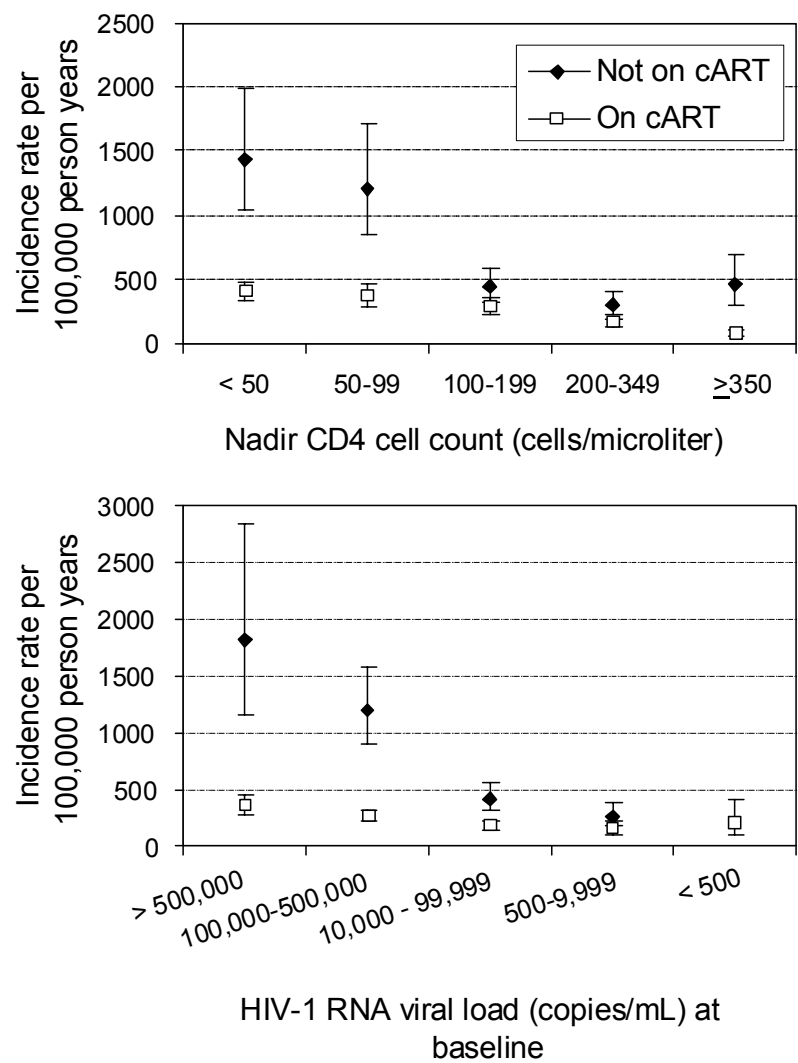 Incidence rate per
100,000 person years
2500
2000
1500
1000
500
0
Not on cART
On cART
< 50
50-99
100-199
200-349
≥350
Nadir CD4 cell count (cells/microliter)
Incidence rate per
100,000 person years
3000
2500
2000
1500
1000
500
0
> 500,000
100,000-500,000
10,000 - 99,999
500-9,999
< 500
HIV-1 RNA viral load (copies/mL) at
baseline